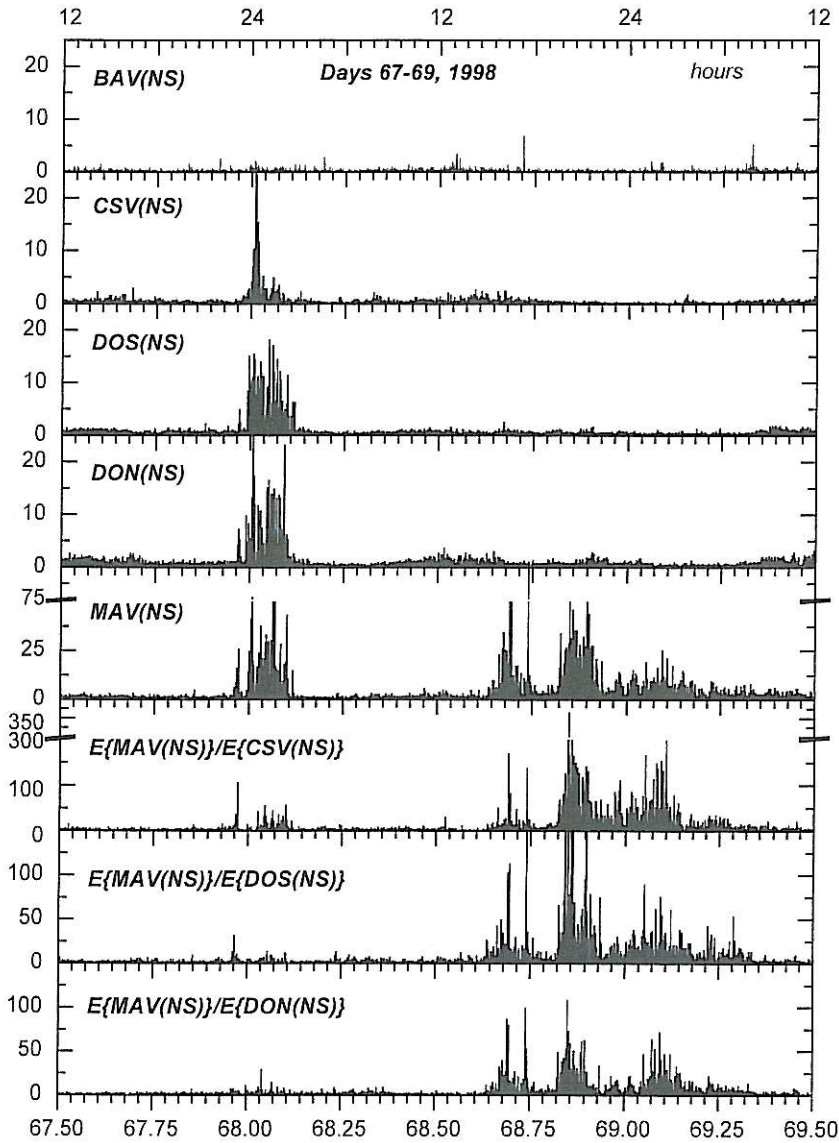 12 24 12 24 12
20 BAV(NS) Days 67-69, 1998 hours
10
0
20 CSV(NS)
10
0
20 DOS(NS)
10
0
20 DON(NS)
10
0
75 MAV(NS)
25
0
350
300 E{MAV(NS)}/E{CSV(NS)}
100
0
100 E{MAV(NS)}/E{DOS(NS)}
50
0
100 E{MAV(NS)}/E{DON(NS)}
50
0
67.50 67.75 68.00 68.25 68.50 68.75 69.00 69.25 69.50